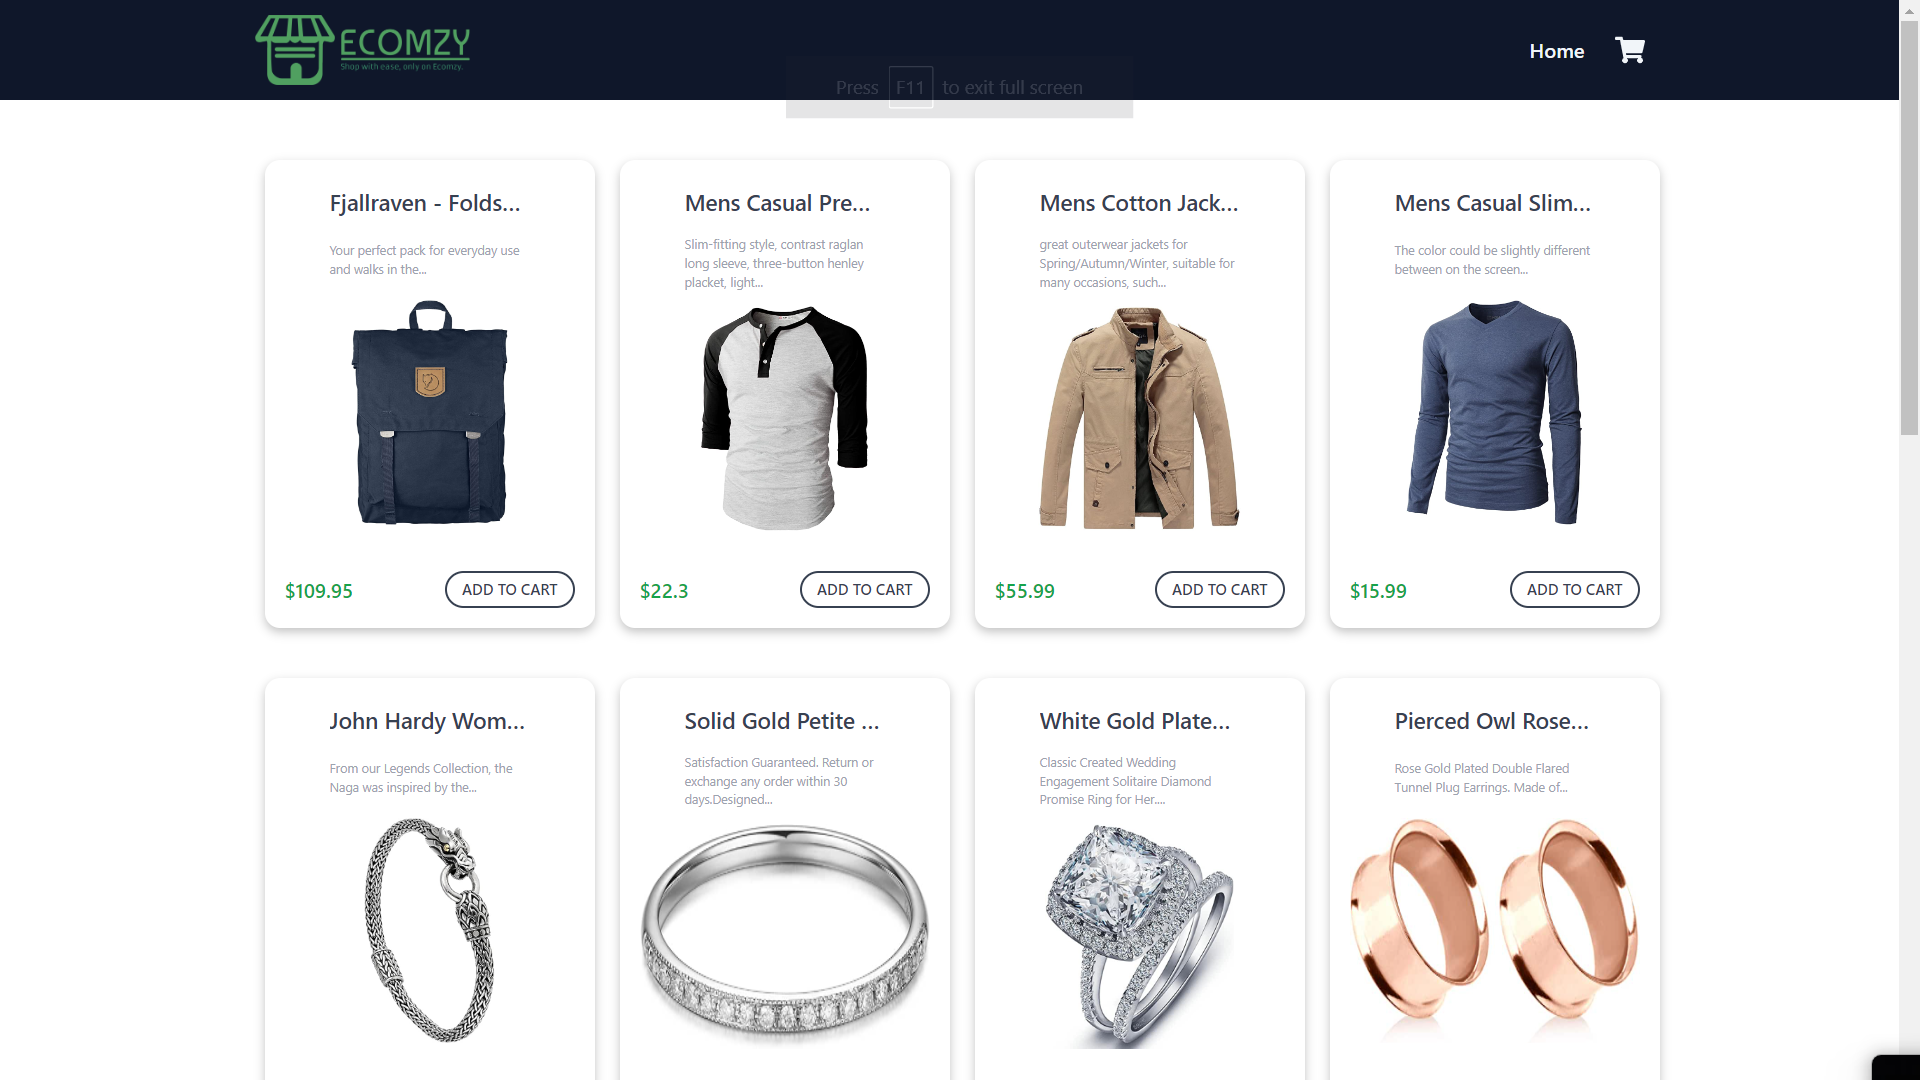 ECOMZY
Shop with ease, only on Ecomzy.
Home
Press F11 to exit full screen
Fjallraven - Folds...
Your perfect pack for everyday use
and walks in the...
$109.95
ADD TO CART
Mens Casual Pre...
Slim-fitting style, contrast raglan
long sleeve, three-button henley
placket, light...
$22.3
ADD TO CART
Mens Cotton Jack...
great outerwear jackets for
Spring/Autumn/Winter, suitable for
many occasions, such...
$55.99
ADD TO CART
Mens Casual Slim...
The color could be slightly different
between on the screen...
$15.99
ADD TO CART
John Hardy Wom...
From our Legends Collection, the
Naga was inspired by the...
Solid Gold Petite ...
Satisfaction Guaranteed. Return or
exchange any order within 30
days.Designed...
White Gold Plate...
Classic Created Wedding
Engagement Solitaire Diamond
Promise Ring for Her....
Pierced Owl Rose...
Rose Gold Plated Double Flared
Tunnel Plug Earrings. Made of...